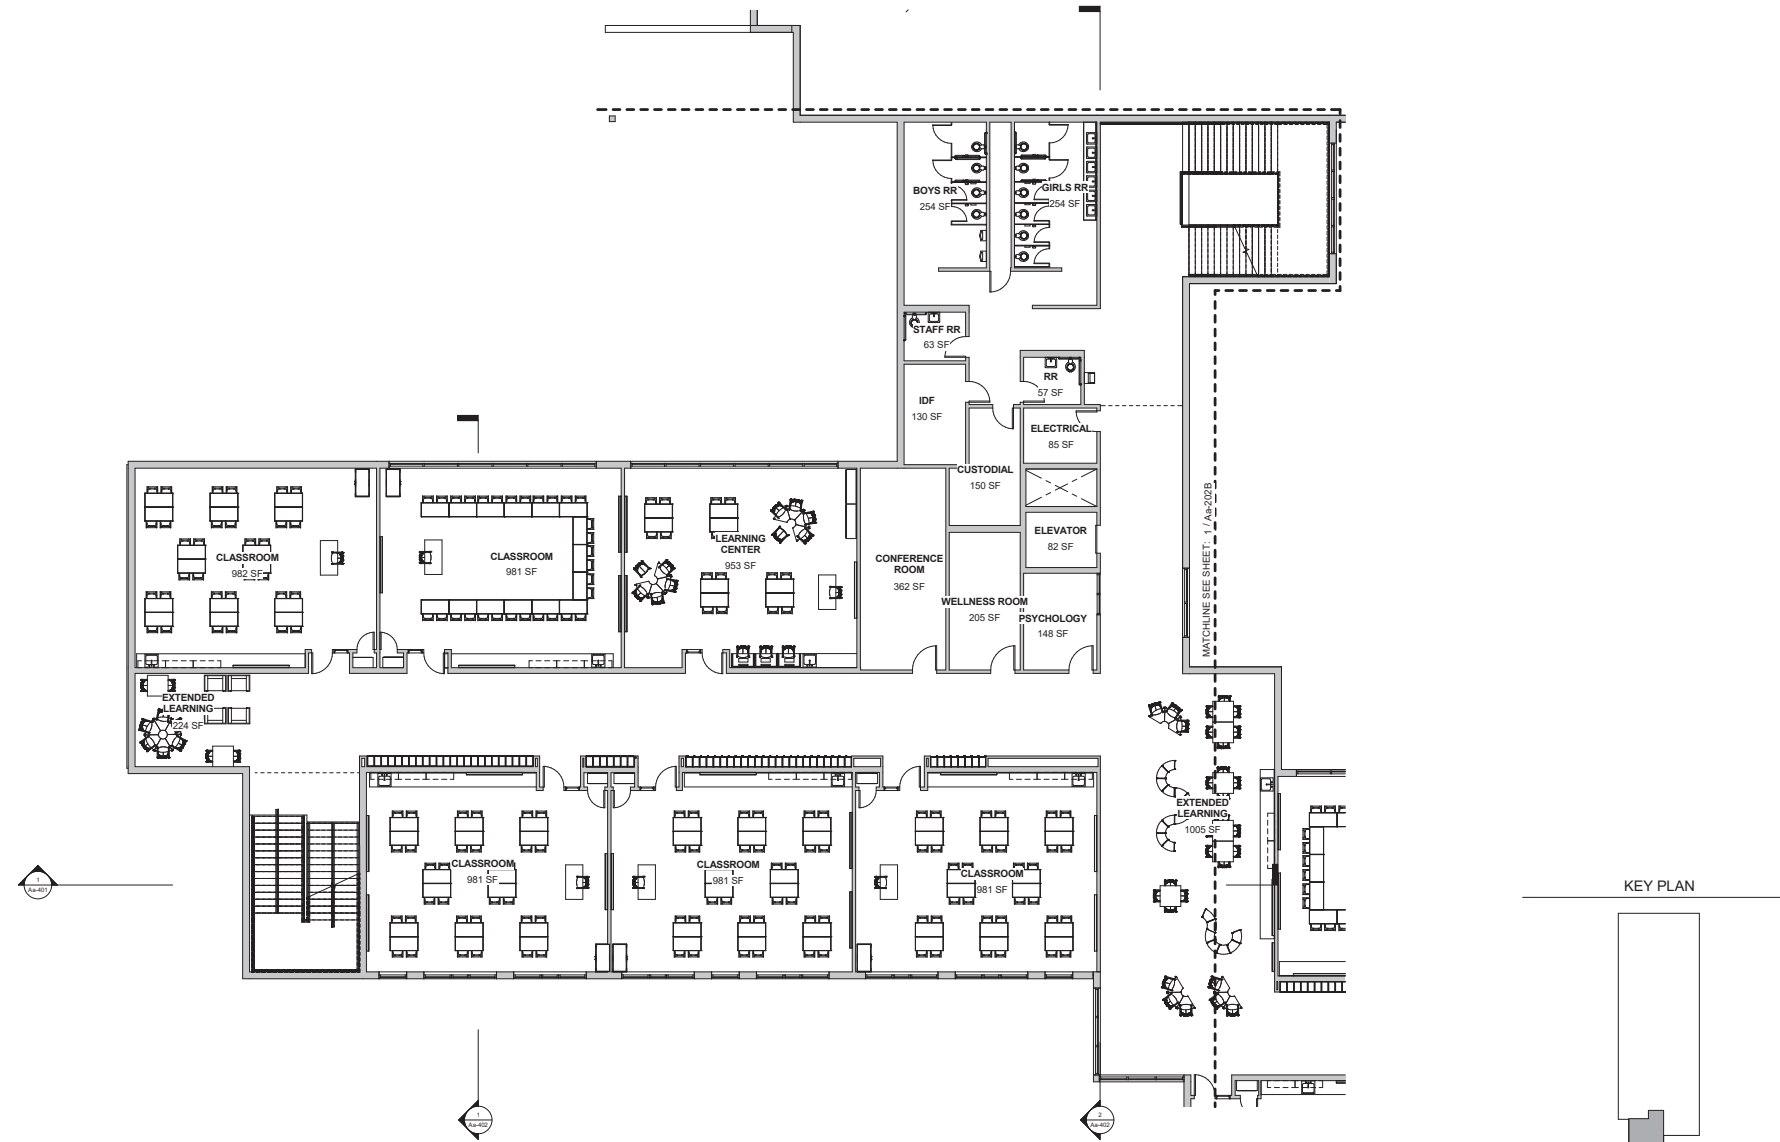 BOYS RR
254 SF
GIRLS RR
254 SF
STAFF RR
63 SF
RR
57 SF
IDF
130 SF
ELECTRICAL
85 SF
CUSTODIAL
150 SF
ELEVATOR
82 SF
CLASSROOM
982 SF
CLASSROOM
981 SF
LEARNING
CENTER
953 SF
CONFERENCE
ROOM
362 SF
WELLNESS ROOM
205 SF
PSYCHOLOGY
148 SF
MATCHLINE SEE SHEET: 1 / Aa-202B
EXTENDED
LEARNING
224 SF
EXTENDED
LEARNING
1005 SF
CLASSROOM
981 SF
CLASSROOM
981 SF
CLASSROOM
981 SF
1
Aa-401
KEY PLAN
1
Aa-402
2
Aa-402